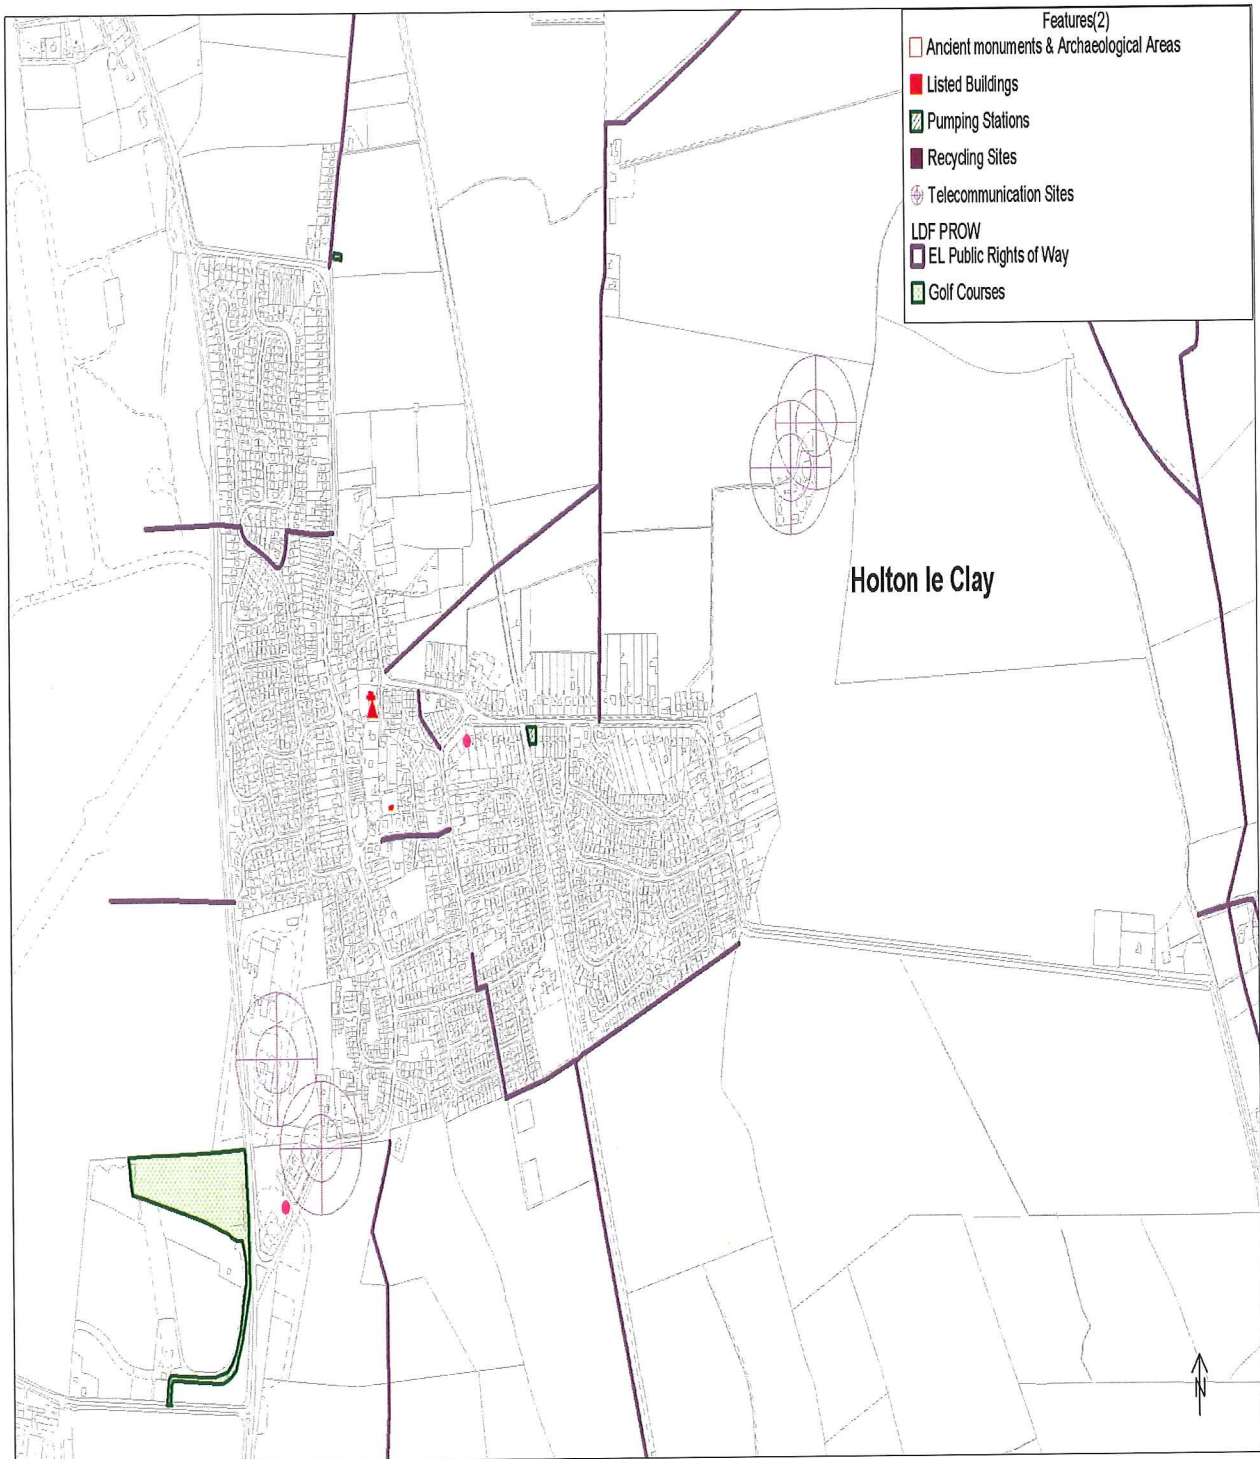 Features(2)
Ancient monuments & Archaeological Areas
Listed Buildings
Pumping Stations
Recycling Sites
Telecommunication Sites
LDF PROW
EL Public Rights of Way
Golf Courses
Holton le Clay
N